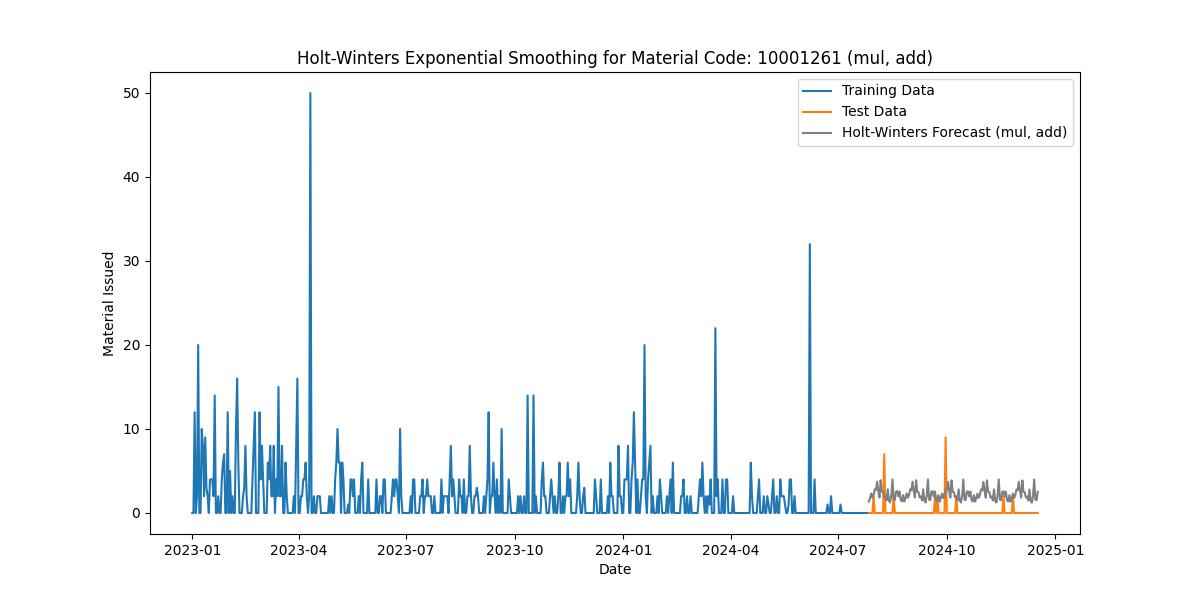 Holt-Winters Exponential Smoothing for Material Code: 10001261 (mul, add)
Training Data
Test Data
Holt-Winters Forecast (mul, add)
50
40
30
20
10
0
Material Issued
2023-01 2023-04 2023-07 2023-10 2024-01 2024-04 2024-07 2024-10 2025-01
Date